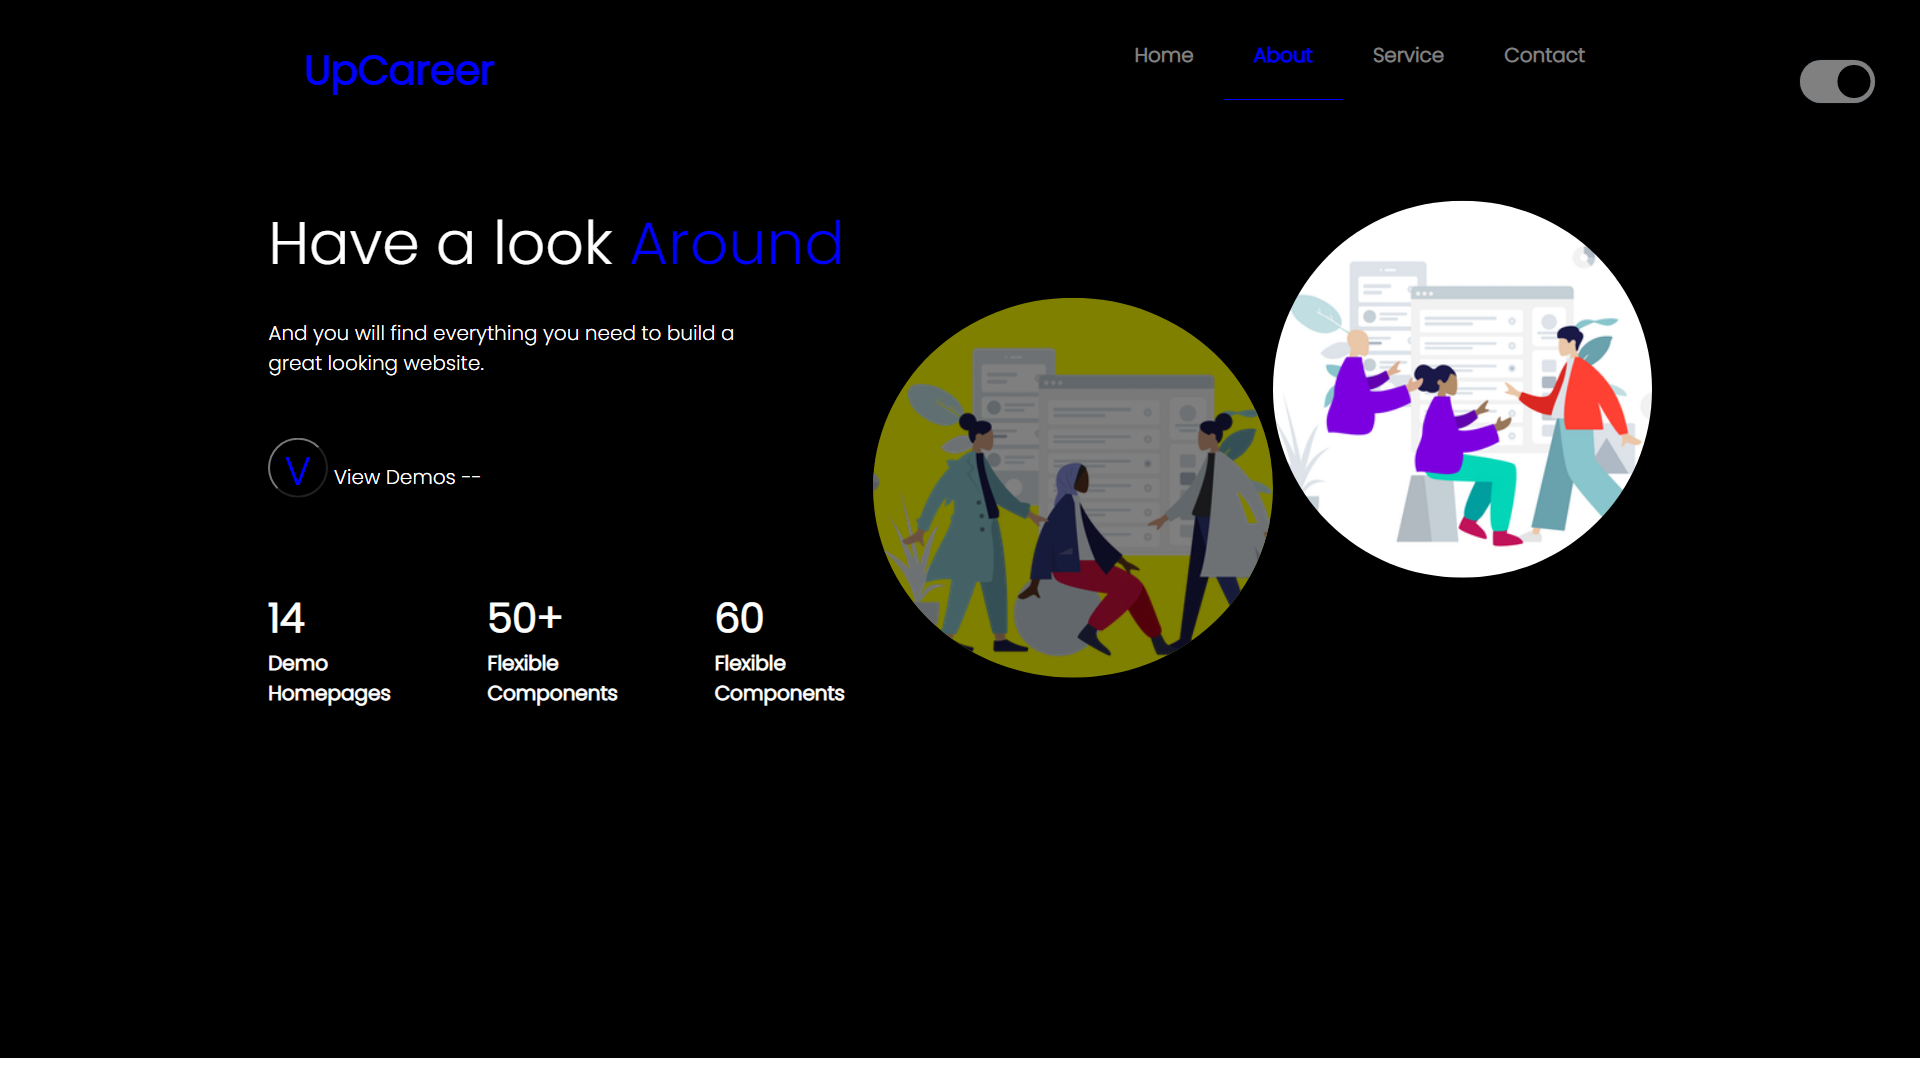 UpCareer
Home
About
Service
Contact
Have a look Around
And you will find everything you need to build a
great looking website.
V
View Demos --
14
Demo
Homepages
50+
Flexible
Components
60
Flexible
Components